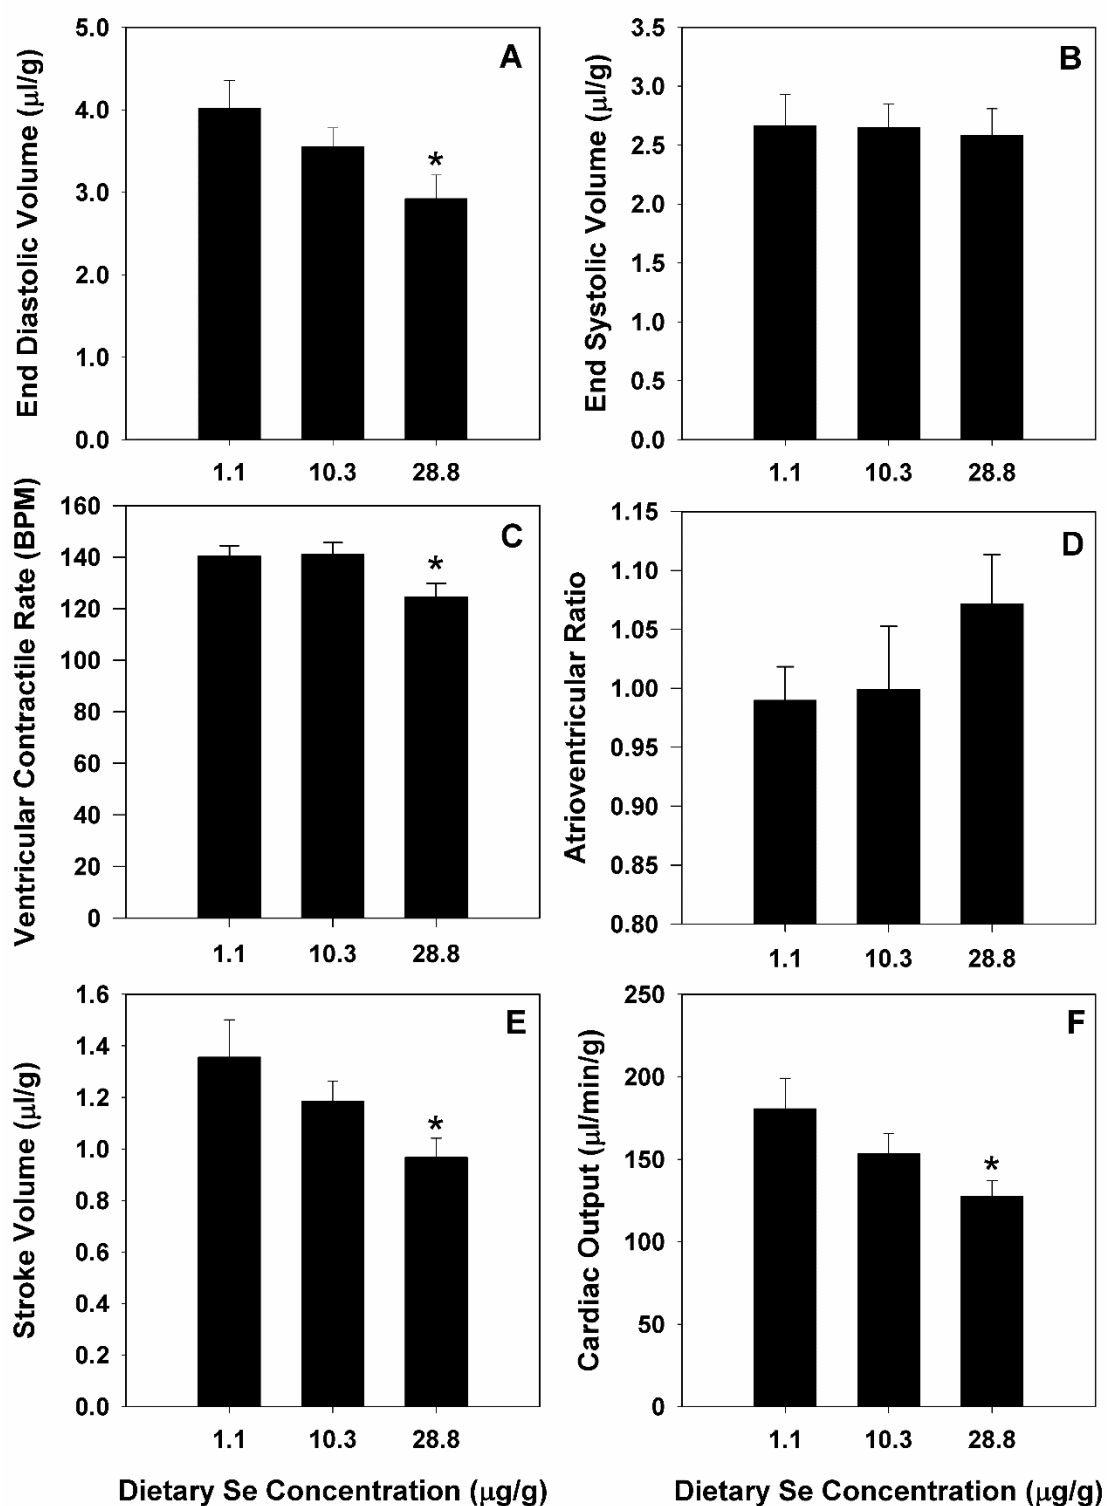 A
End Diastolic Volume (µl/g)
5.0
4.0
3.0
2.0
1.0
0.0
*
1.1 10.3 28.8
B
End Systolic Volume (µl/g)
3.5
3.0
2.5
2.0
1.5
1.0
0.5
0.0
1.1 10.3 28.8
C
Ventricular Contractile Rate (BPM)
160
140
120
100
80
60
40
20
0
*
1.1 10.3 28.8
D
Atrioventricular Ratio
1.15
1.10
1.05
1.00
0.95
0.90
0.85
0.80
1.1 10.3 28.8
E
Stroke Volume (µl/g)
1.6
1.4
1.2
1.0
0.8
0.6
0.4
0.2
0.0
*
1.1 10.3 28.8
Dietary Se Concentration (µg/g)
F
Cardiac Output (µl/min/g)
250
200
150
100
50
0
*
1.1 10.3 28.8
Dietary Se Concentration (µg/g)